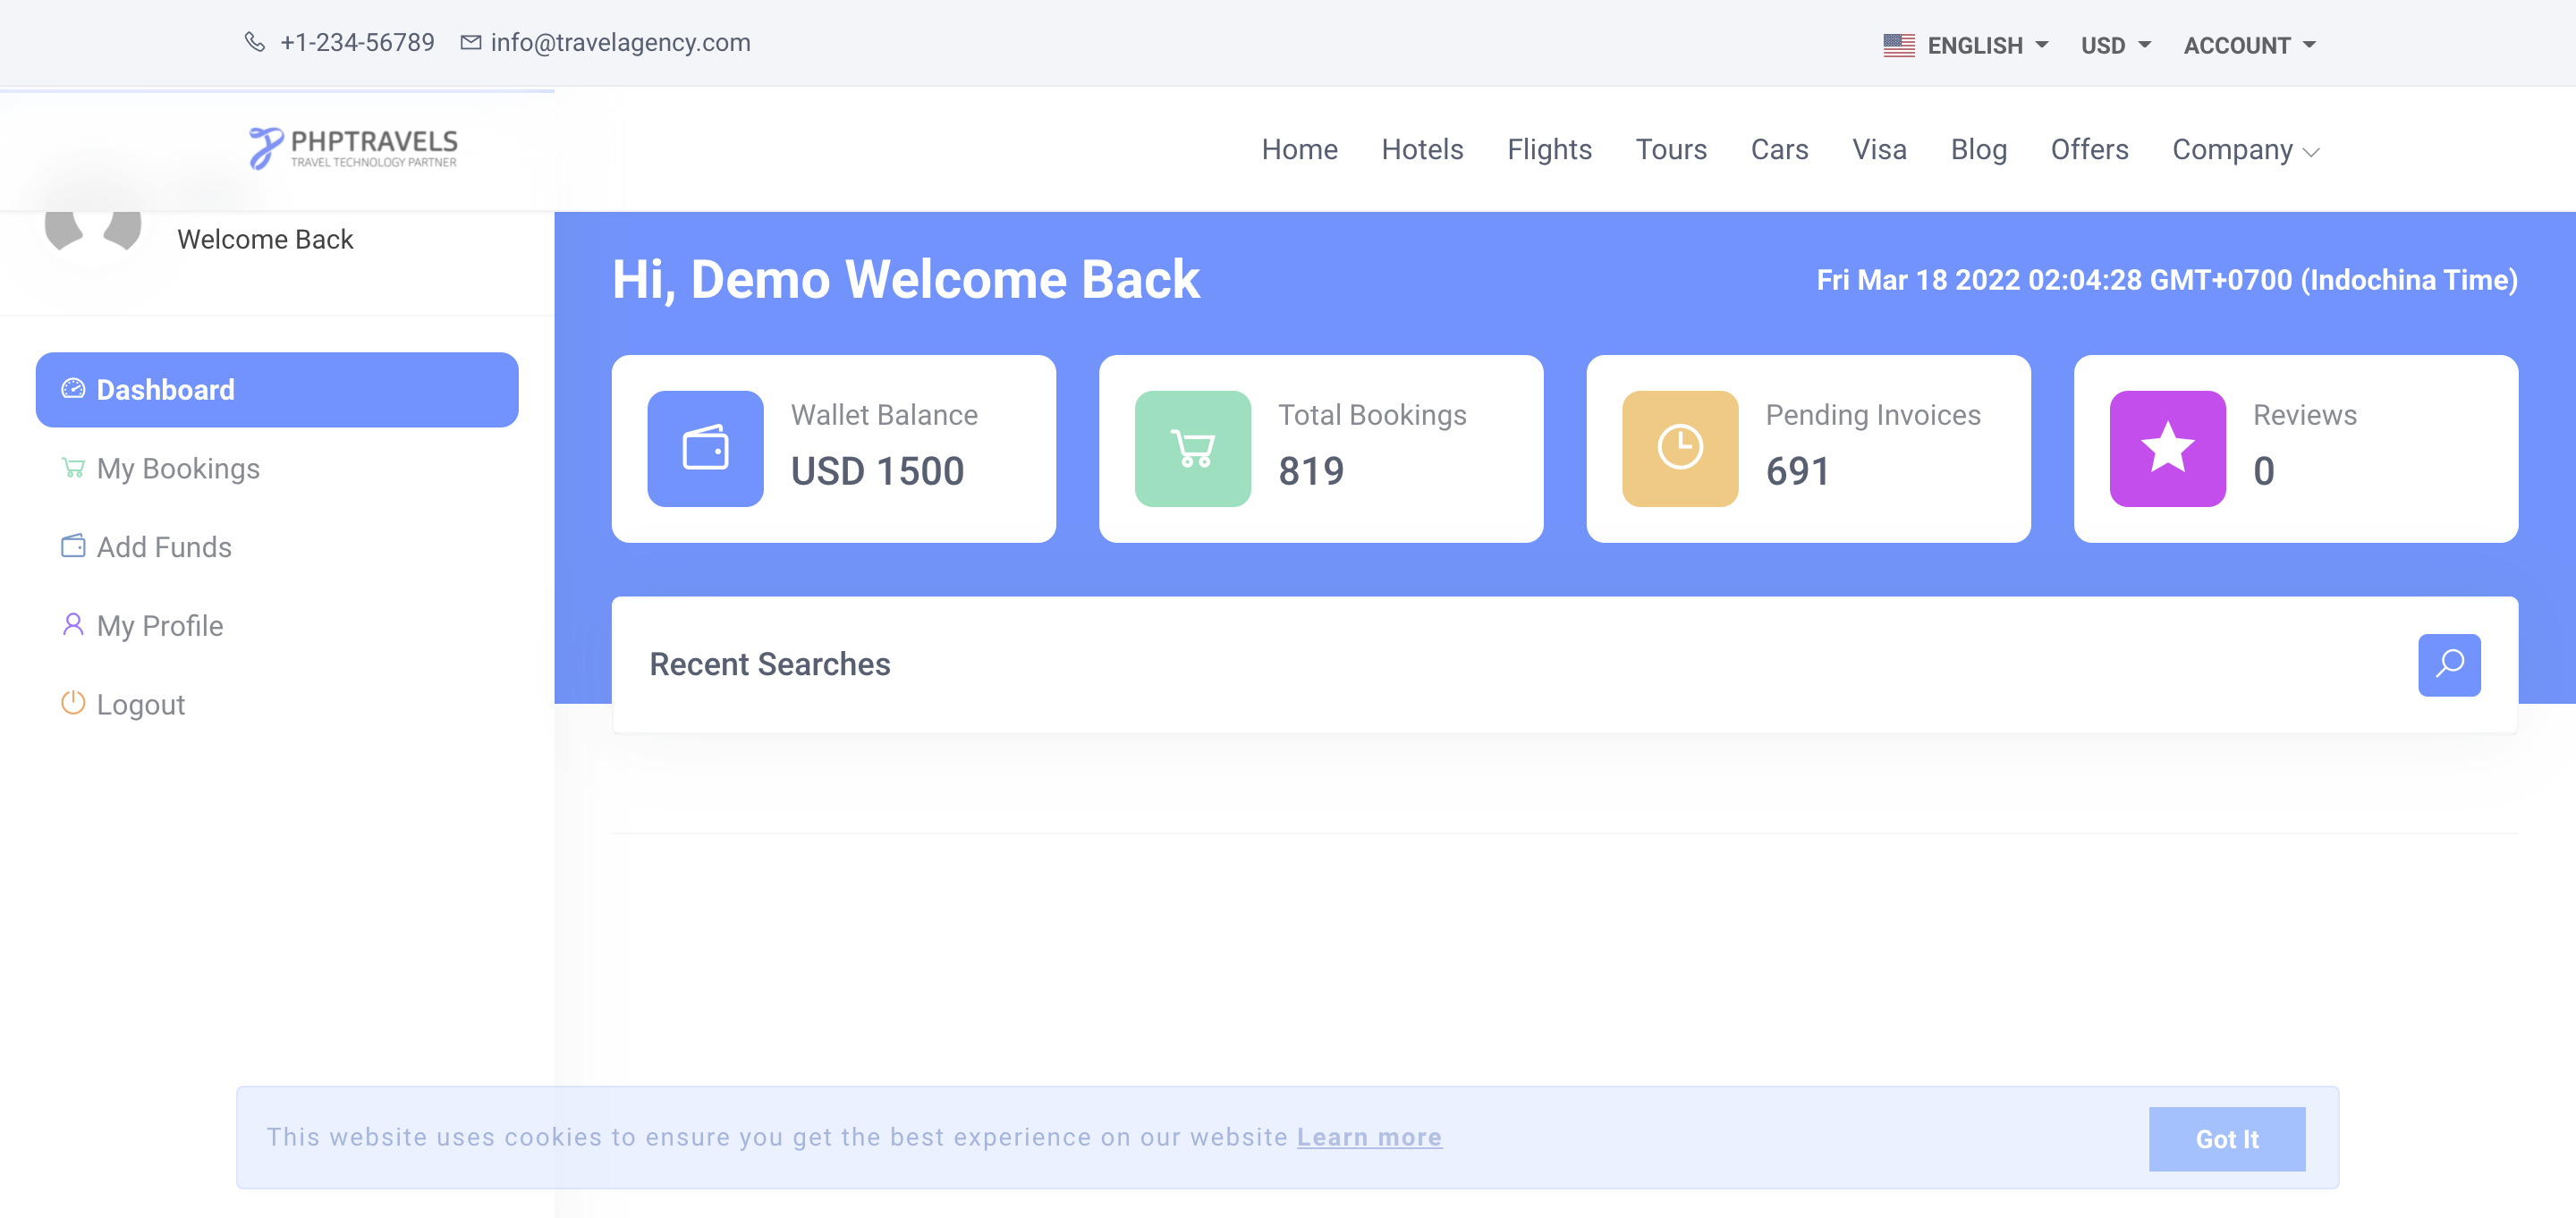 +1-234-56789 info@travelagency.com ENGLISH USD ACCOUNT
PHPTRAVELS
TRAVEL TECHNOLOGY PARTNER
Home Hotels Flights Tours Cars Visa Blog Offers Company
Welcome Back
Dashboard
My Bookings
Add Funds
My Profile
Logout
Hi, Demo Welcome Back
Fri Mar 18 2022 02:04:28 GMT+0700 (Indochina Time)
Wallet Balance
USD 1500
Total Bookings
819
Pending Invoices
691
Reviews
0
Recent Searches
This website uses cookies to ensure you get the best experience on our website Learn more
Got It